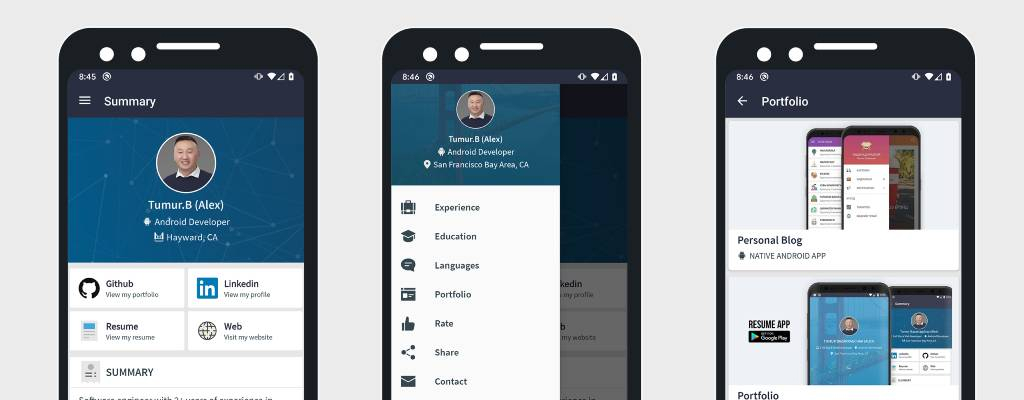 8:45
Summary
Tumur.B (Alex)
Android Developer
Hayward, CA
Github
View my portfolio
Linkedin
View my profile
Resume
View my resume
Web
Visit my website
SUMMARY
8:46
Tumur.B (Alex)
Android Developer
San Francisco Bay Area, CA
Experience
Education
Languages
Portfolio
Rate
Share
Contact
8:46
Portfolio
Personal Blog
NATIVE ANDROID APP
RESUME APP
Google Play
Portfolio